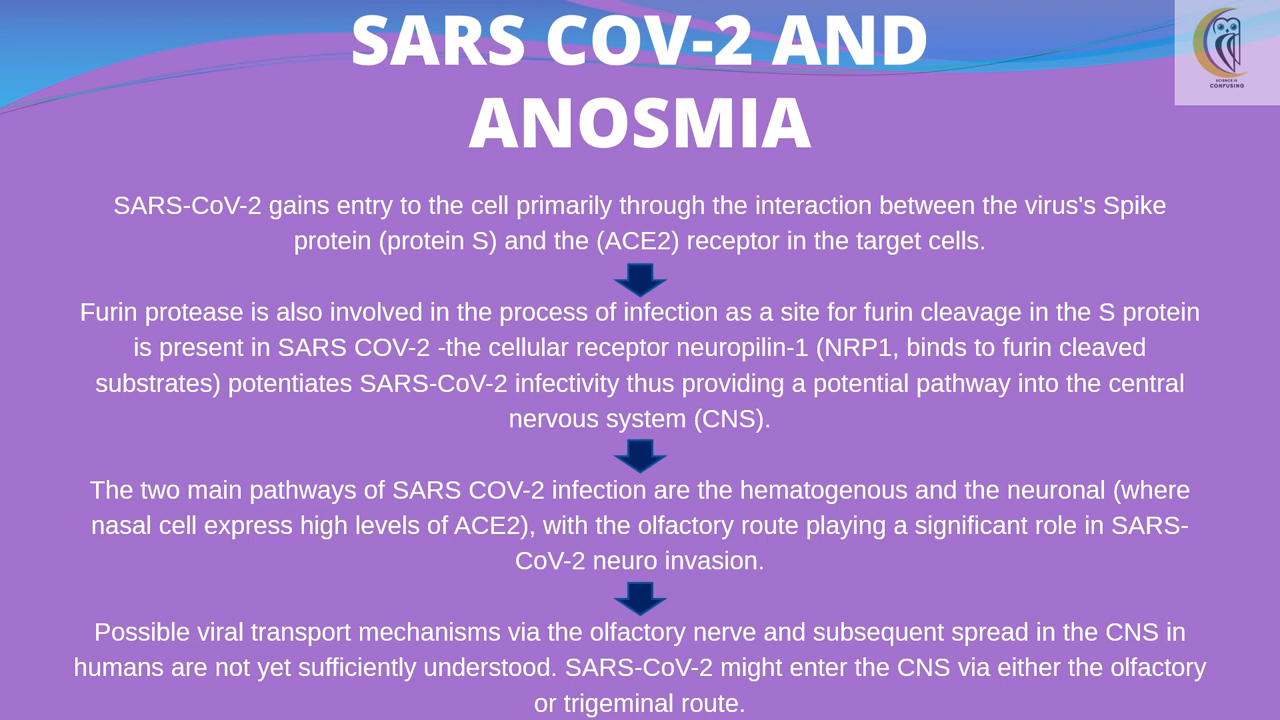 SARS COV-2 AND
ANOSMIA
SCIENCE IS
CONFUSING
SARS-CoV-2 gains entry to the cell primarily through the interaction between the virus's Spike
protein (protein S) and the (ACE2) receptor in the target cells.
Furin protease is also involved in the process of infection as a site for furin cleavage in the S protein
is present in SARS COV-2 -the cellular receptor neuropilin-1 (NRP1, binds to furin cleaved
substrates) potentiates SARS-CoV-2 infectivity thus providing a potential pathway into the central
nervous system (CNS).
The two main pathways of SARS COV-2 infection are the hematogenous and the neuronal (where
nasal cell express high levels of ACE2), with the olfactory route playing a significant role in SARS-
CoV-2 neuro invasion.
Possible viral transport mechanisms via the olfactory nerve and subsequent spread in the CNS in
humans are not yet sufficiently understood. SARS-CoV-2 might enter the CNS via either the olfactory
or trigeminal route.